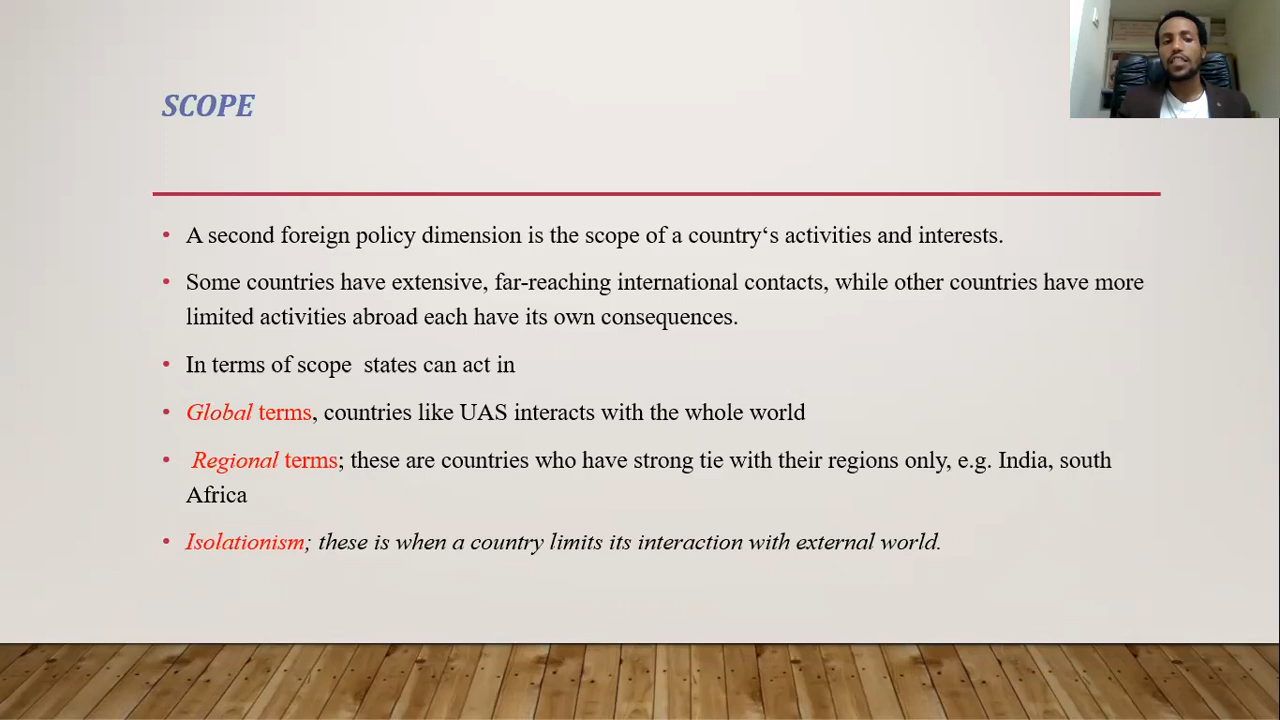 SCOPE
• A second foreign policy dimension is the scope of a country‘s activities and interests.
• Some countries have extensive, far-reaching international contacts, while other countries have more
limited activities abroad each have its own consequences.
• In terms of scope  states can act in
• Global terms, countries like UAS interacts with the whole world
• Regional terms; these are countries who have strong tie with their regions only, e.g. India, south
Africa
• Isolationism; these is when a country limits its interaction with external world.